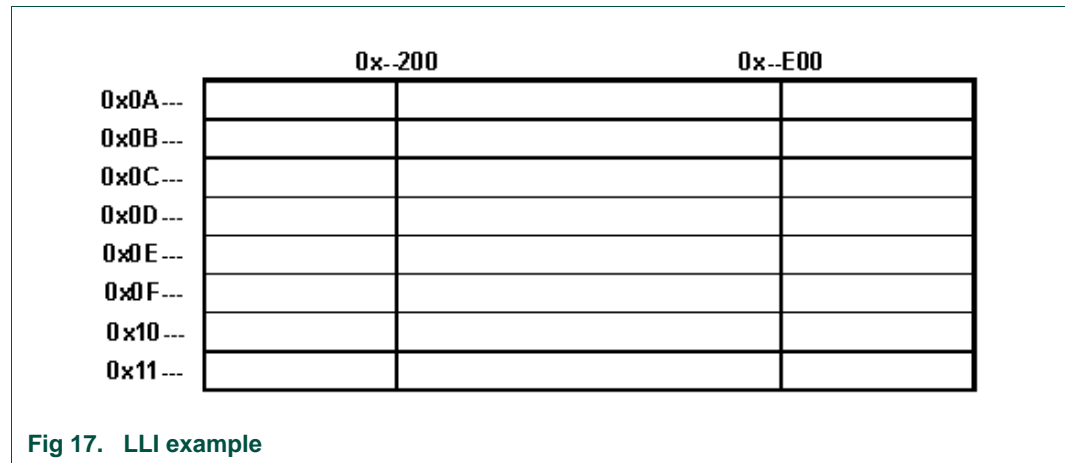 0x--200 0x--E00
0x0A---
0x0B---
0x0C---
0x0D---
0x0E---
0x0F---
0x10---
0x11---
Fig 17. LLI example